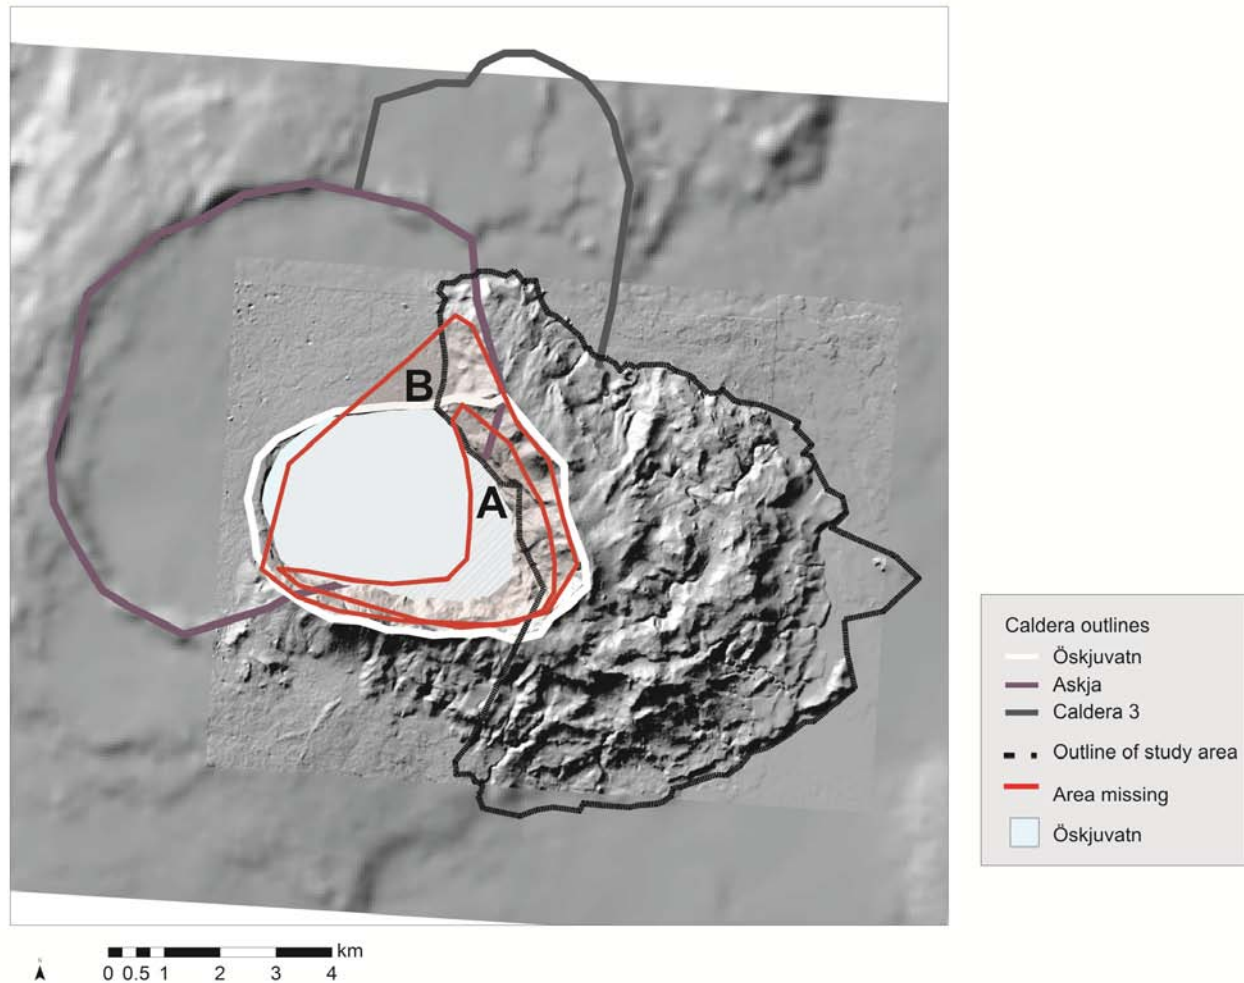 B
A
Caldera outlines
Öskjuvatn
Askja
Caldera 3
Outline of study area
Area missing
Öskjuvatn
km
0 0.5 1 2 3 4